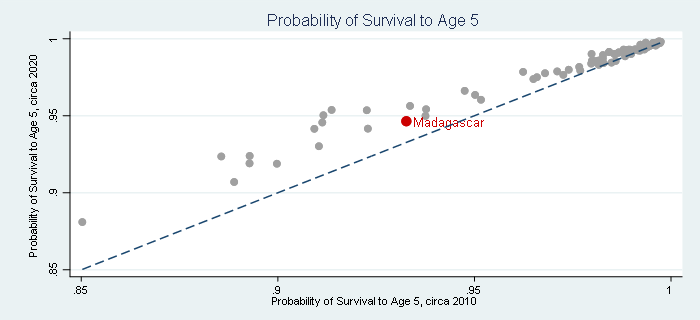 Probability of Survival to Age 5
Probability of Survival to Age 5, circa 2020
1
.95
.9
.85
Madagascar
.85
.9
.95
1
Probability of Survival to Age 5, circa 2010